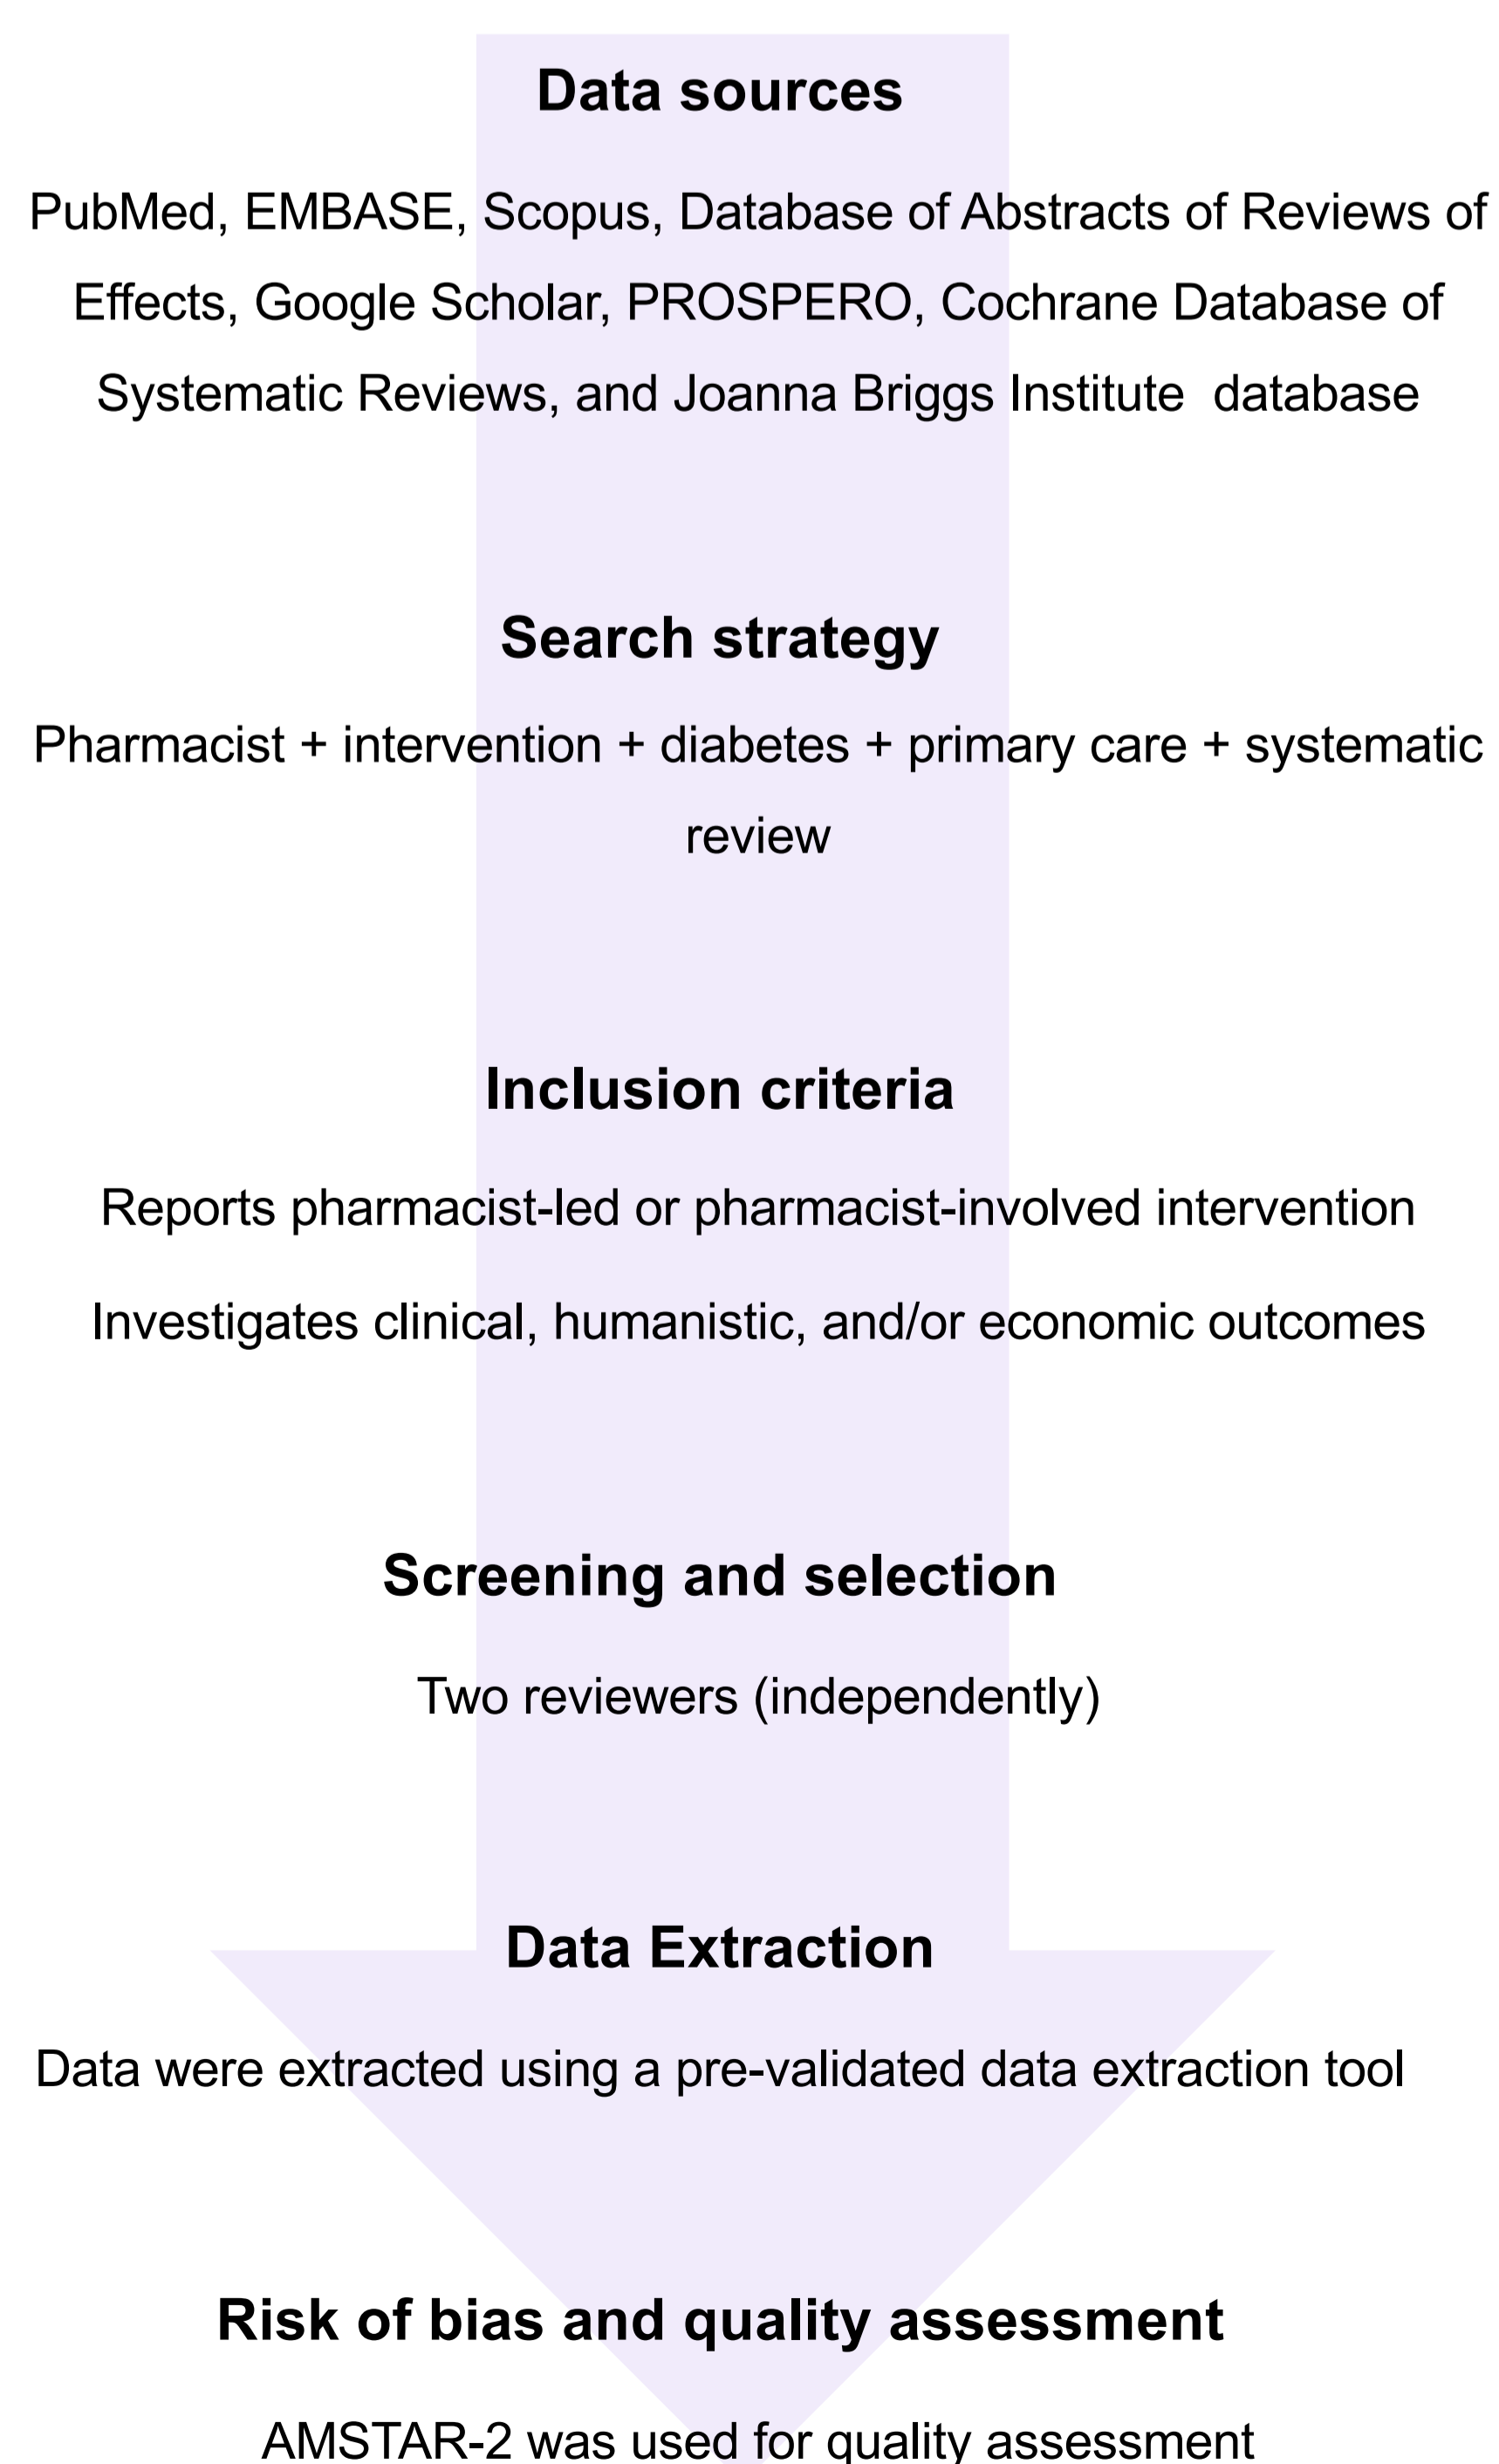 Data sources
PubMed, EMBASE, Scopus, Database of Abstracts of Reviews of
Effects, Google Scholar, PROSPERO, Cochrane Database of
Systematic Reviews, and Joanna Briggs Institute  database
Search strategy
Pharmacist + intervention + diabetes + primary care + systematic
review
Inclusion criteria
Reports pharmacist-led or pharmacist-involved intervention
Investigates clinical, humanistic, and/or economic outcomes
Screening and selection
Two reviewers (independently)
Data Extraction
Data were extracted using a pre-validated data extraction tool
Risk of bias and quality assessment
AMSTAR-2 was used for quality assessment